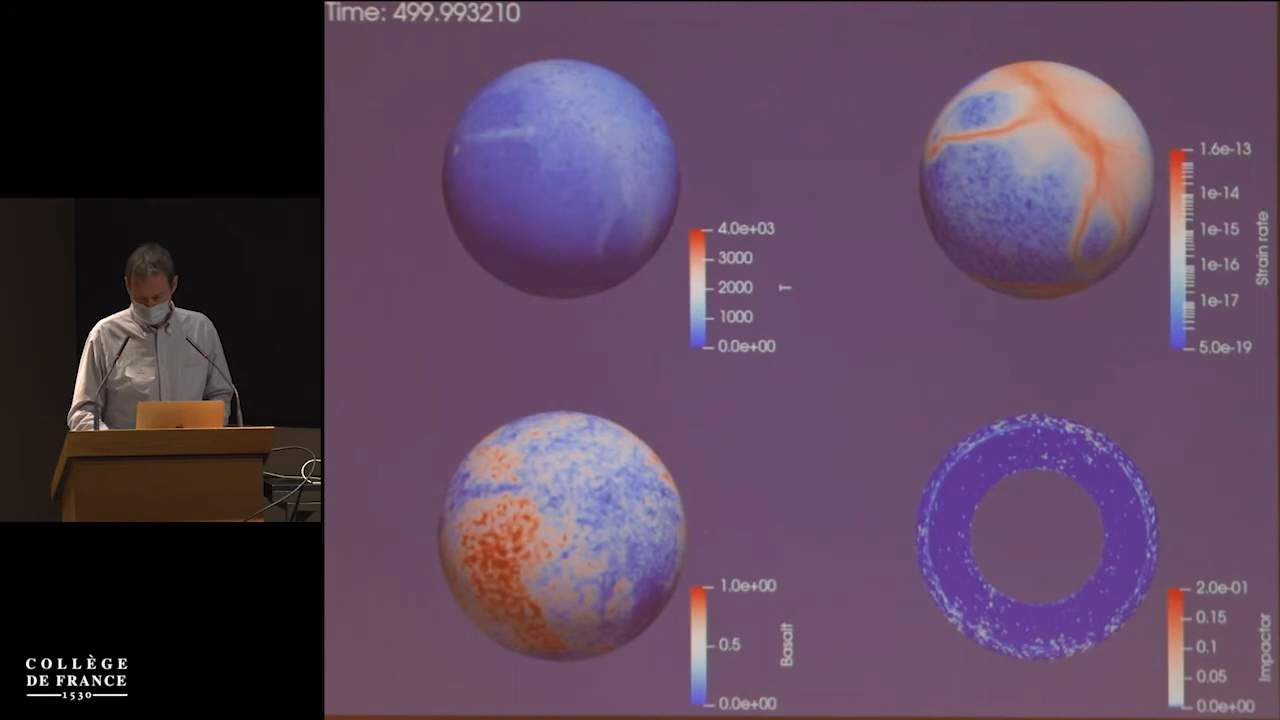 Time: 499.993210
4.0e+03
3000
2000
1000
0.0e+00
T
1.6e-13
1e-14
1e-15
1e-16
1e-17
5.0e-19
Strain rate
1.0e+00
0.5
0.0e+00
Basalt
2.0e-01
0.15
0.1
0.05
0.0e+00
Impactor
COLLÈGE
DE FRANCE
1530